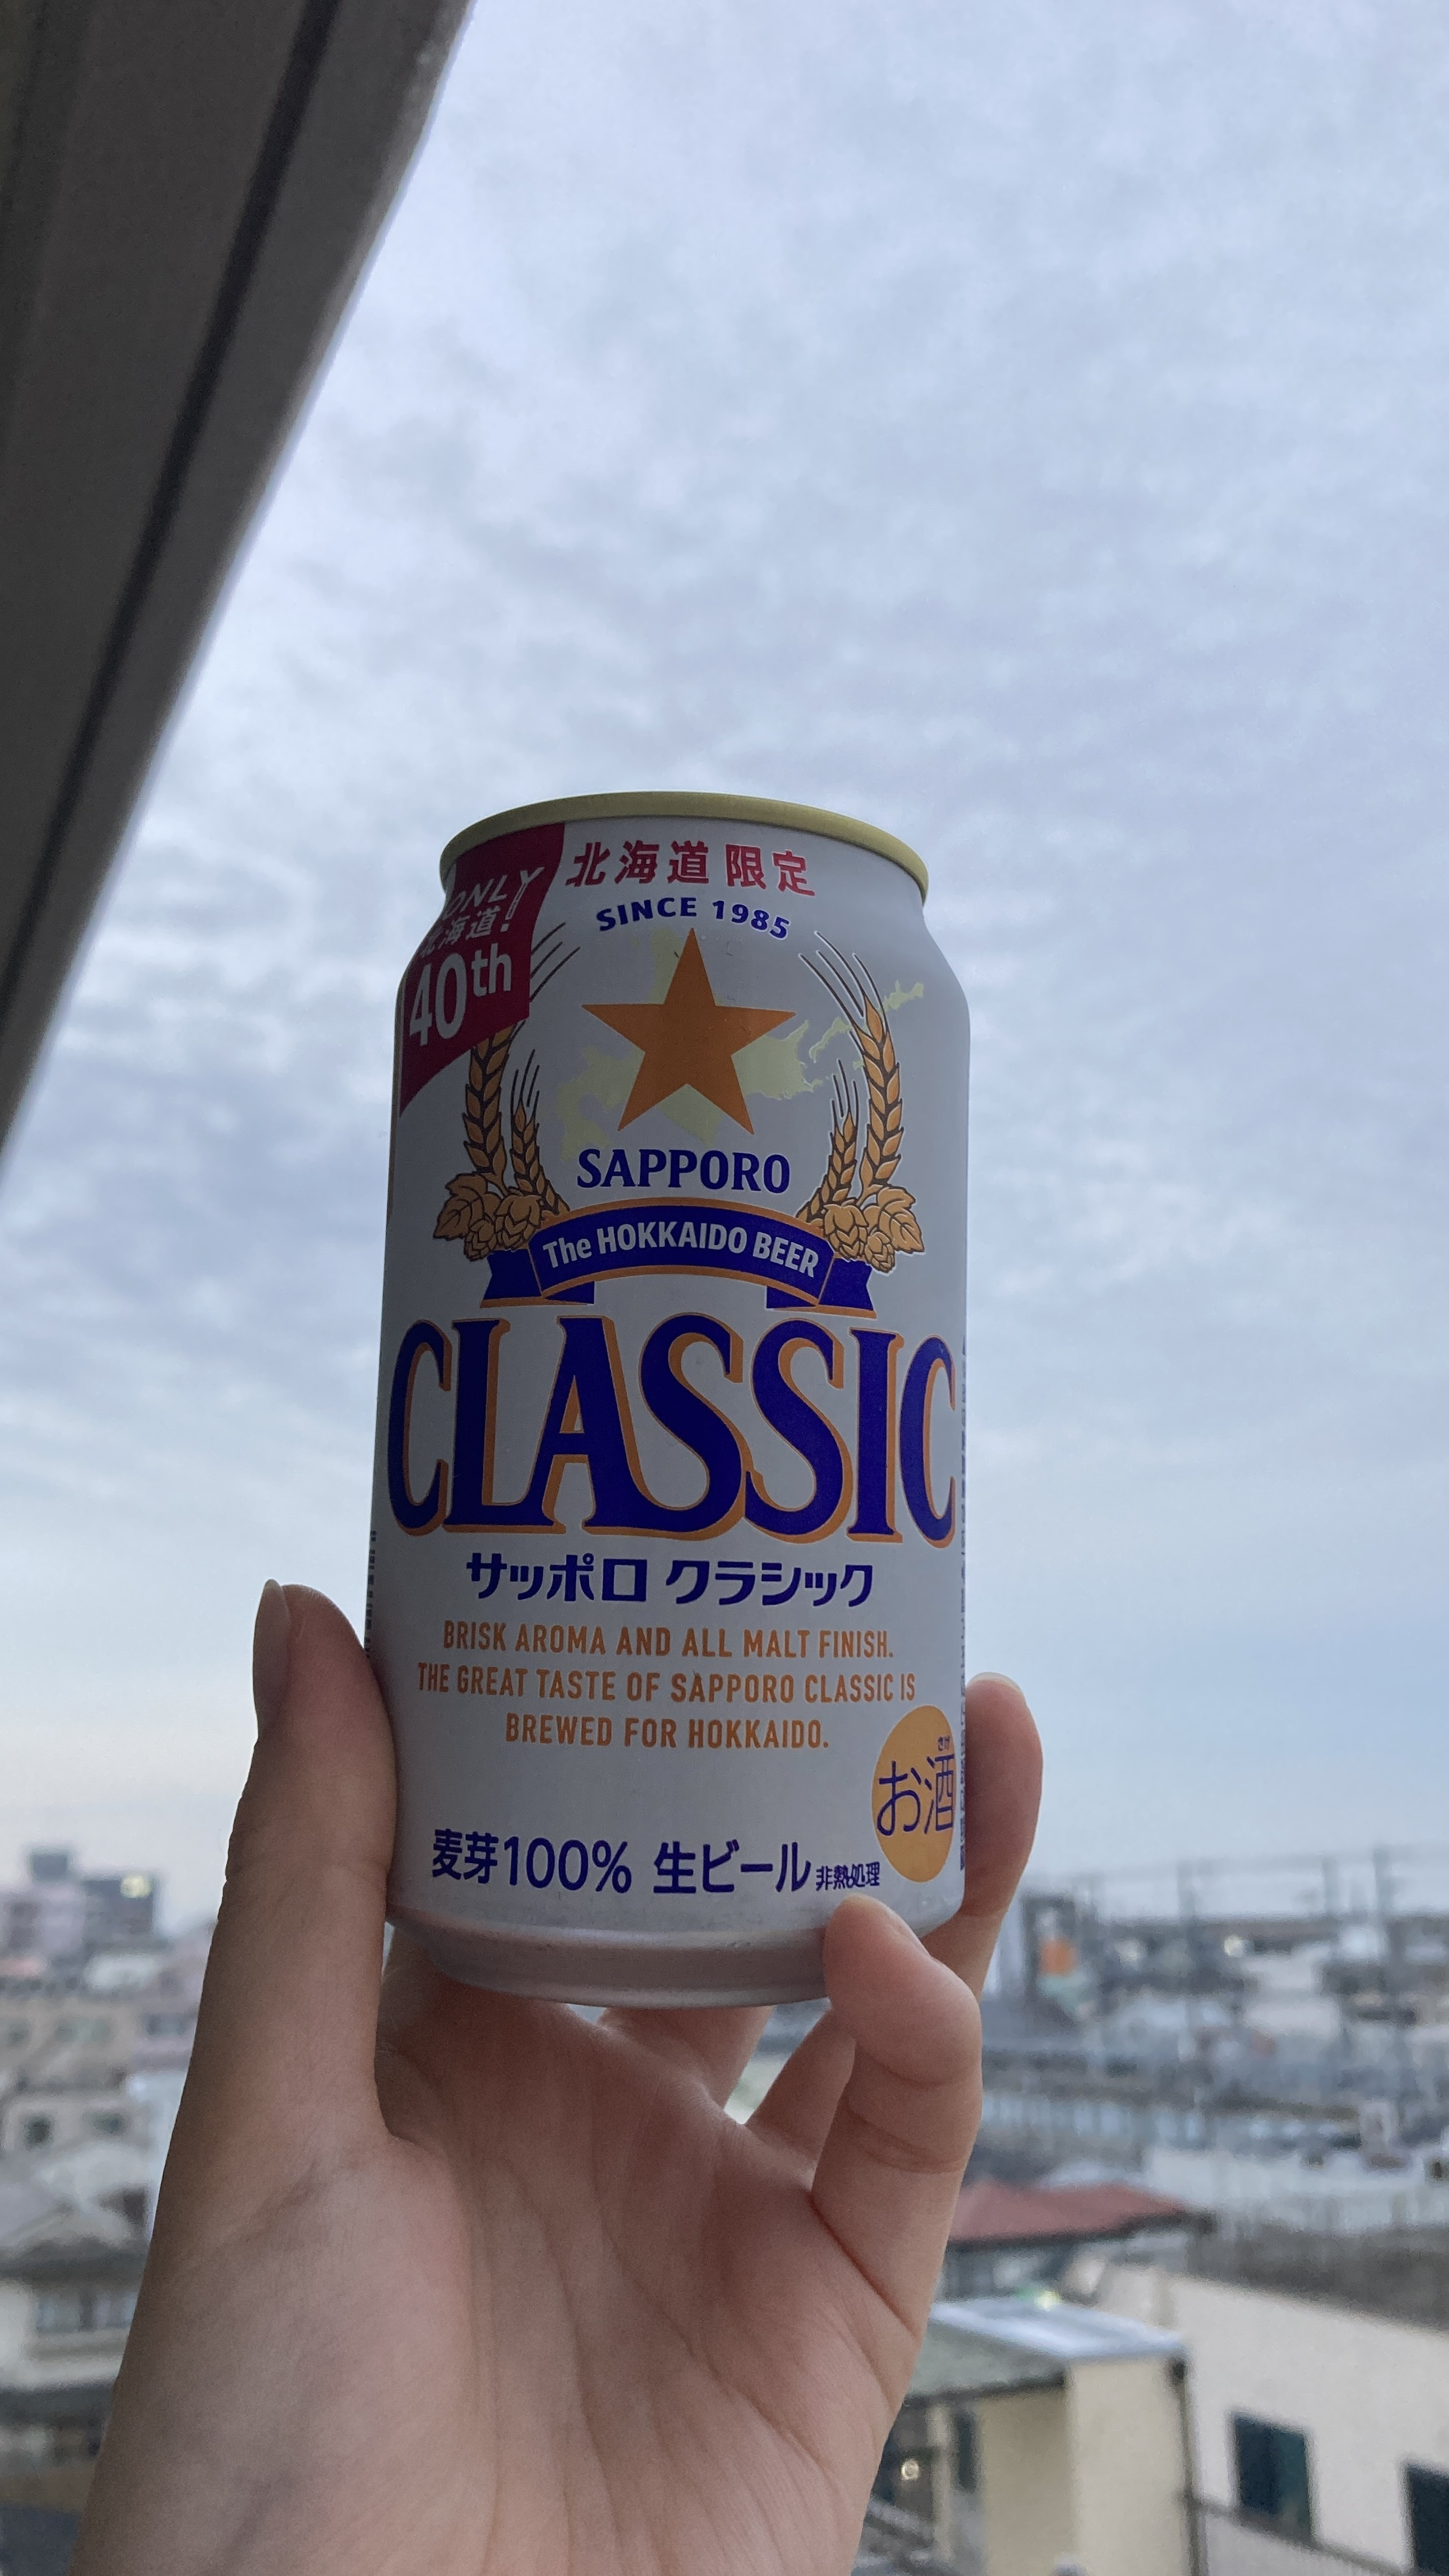 ONLY
北海道!
40th
北海道限定
SINCE 1985
SAPPORO
The HOKKAIDO BEER
CLASSIC
サッポロ クラシック
BRISK AROMA AND ALL MALT FINISH.
THE GREAT TASTE OF SAPPORO CLASSIC IS
BREWED FOR HOKKAIDO.
さけ
お酒
麦芽100% 生ビール 非熱処理